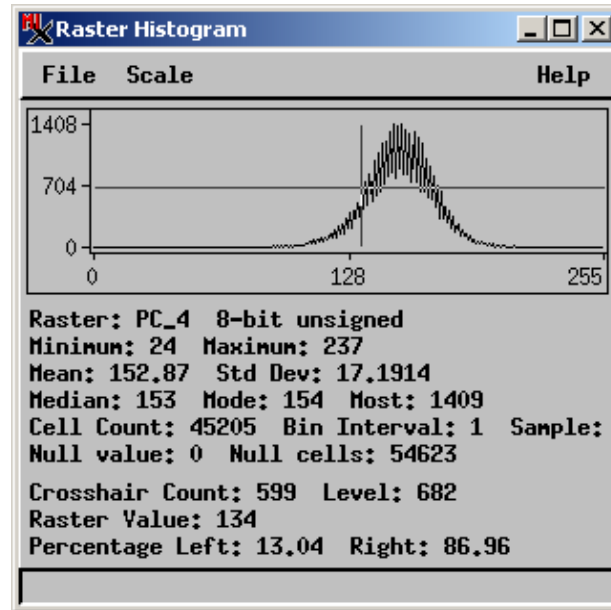 Raster Histogram
File Scale Help
1408
704
0
0 128 255
Raster: PC_4 8-bit unsigned
Minimum: 24 Maximum: 237
Mean: 152.87 Std Dev: 17.1914
Median: 153 Mode: 154 Most: 1409
Cell Count: 45205 Bin Interval: 1 Sample:
Null value: 0 Null cells: 54623
Crosshair Count: 599 Level: 682
Raster Value: 134
Percentage Left: 13.04 Right: 86.96